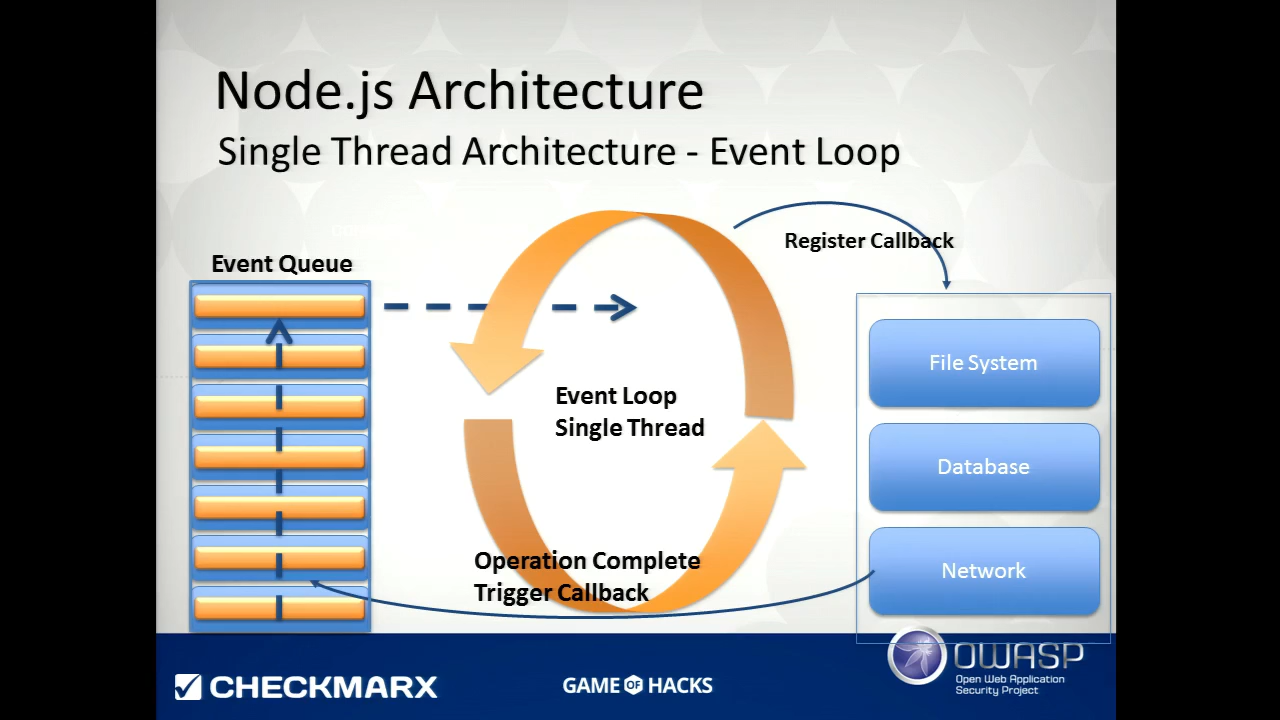 Node.js Architecture
Single Thread Architecture - Event Loop
Register Callback
Event Queue
File System
Event Loop
Single Thread
Database
Operation Complete
Trigger Callback
Network
CHECKMARX
GAME OF HACKS
OWASP
Open Web Application
Security Project